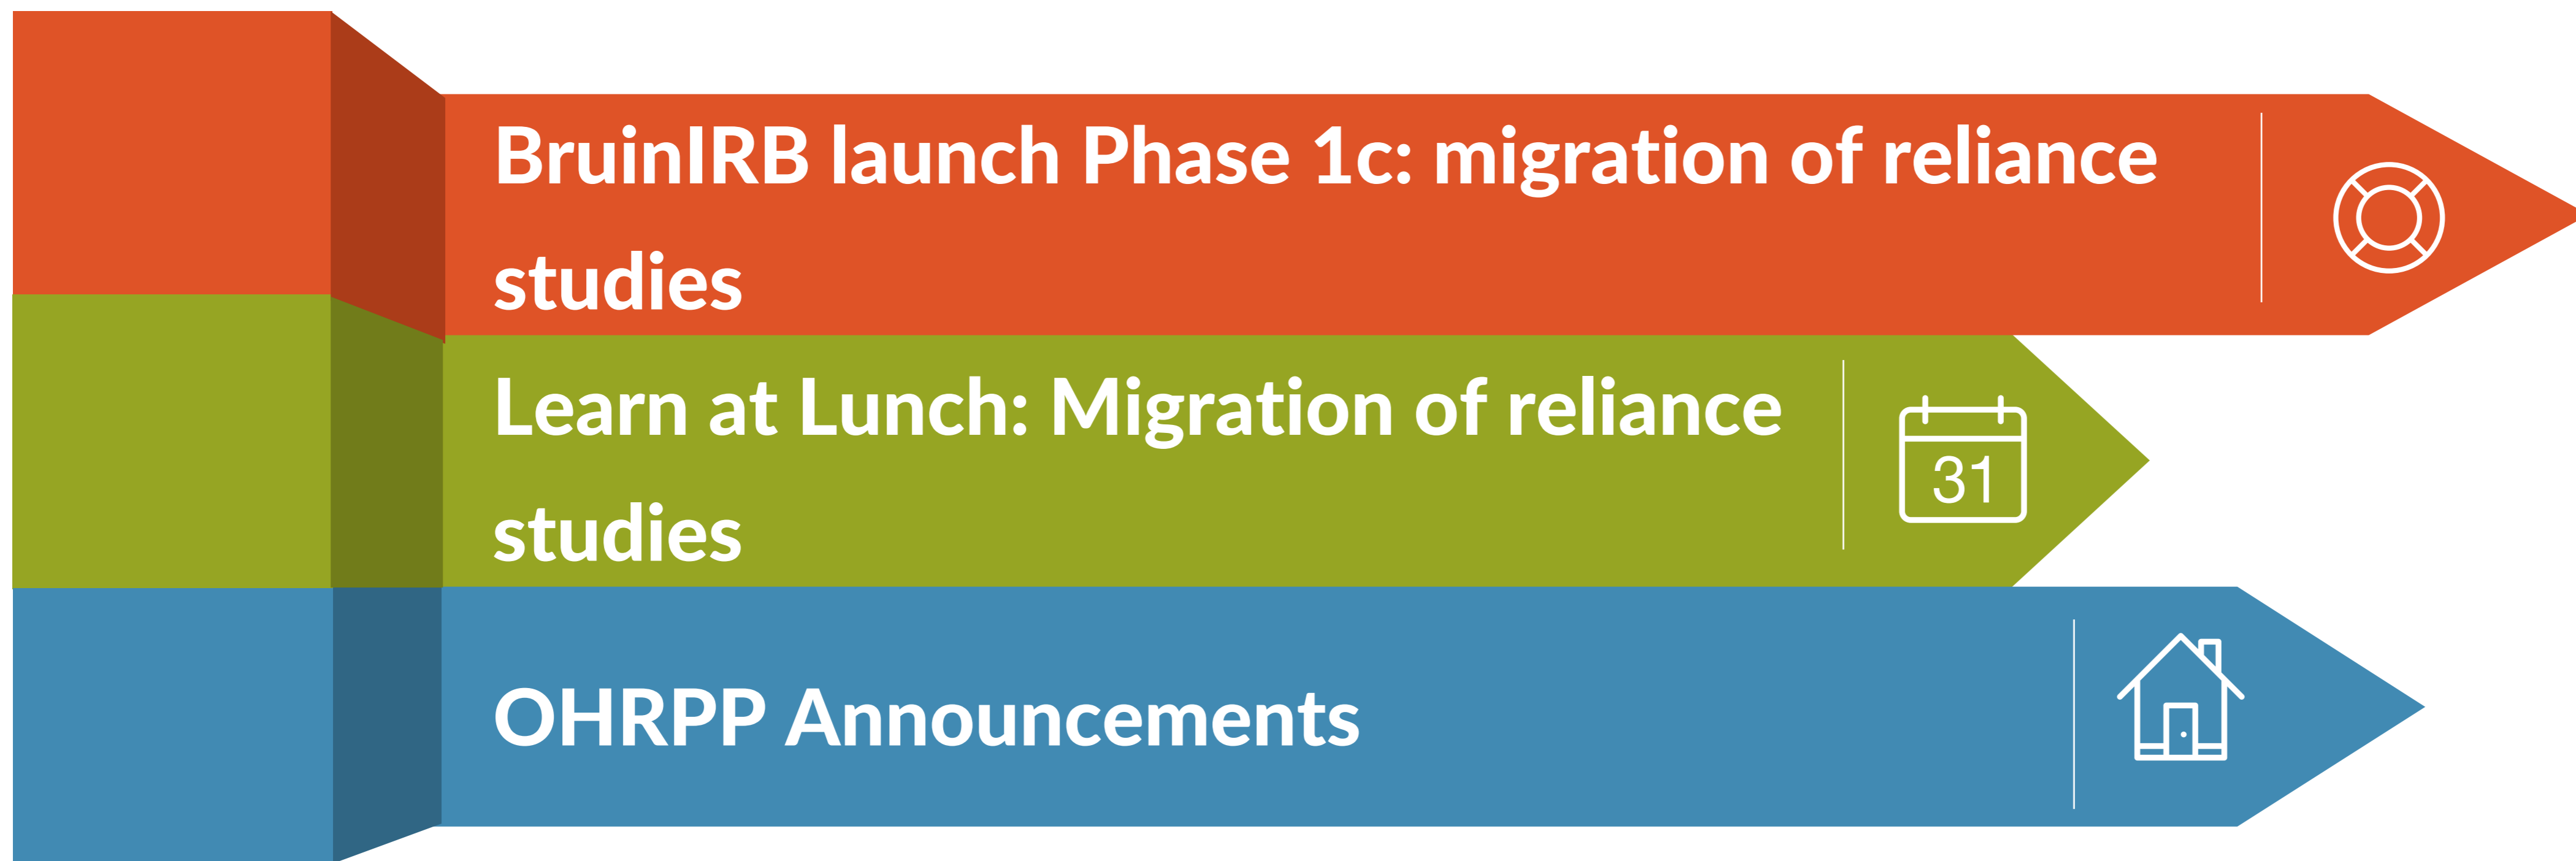 BruinIRB launch Phase 1c: migration of reliance
studies
Learn at Lunch: Migration of reliance
31
studies
OHRPP Announcements